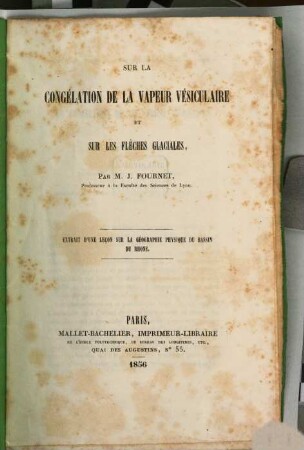 SUR LA
CONGÉLATION DE LA VAPEUR VÉSICULAIRE
ET
SUR LES FLÈCHES GLACIALES,
PAR M. J. FOURNET,
Professeur à la Faculté des Sciences de Lyon.
EXTRAIT D'UNE LEÇON SUR LA GÉOGRAPHIE PHYSIQUE DU BASSIN
DU RHONE.
PARIS,
MALLET-BACHELIER, IMPRIMEUR-LIBRAIRE
DE L'ÉCOLE POLYTECHNIQUE, DU BUREAU DES LONGITUDES, ETC.,
QUAI DES AUGUSTINS, N° 55.
1856